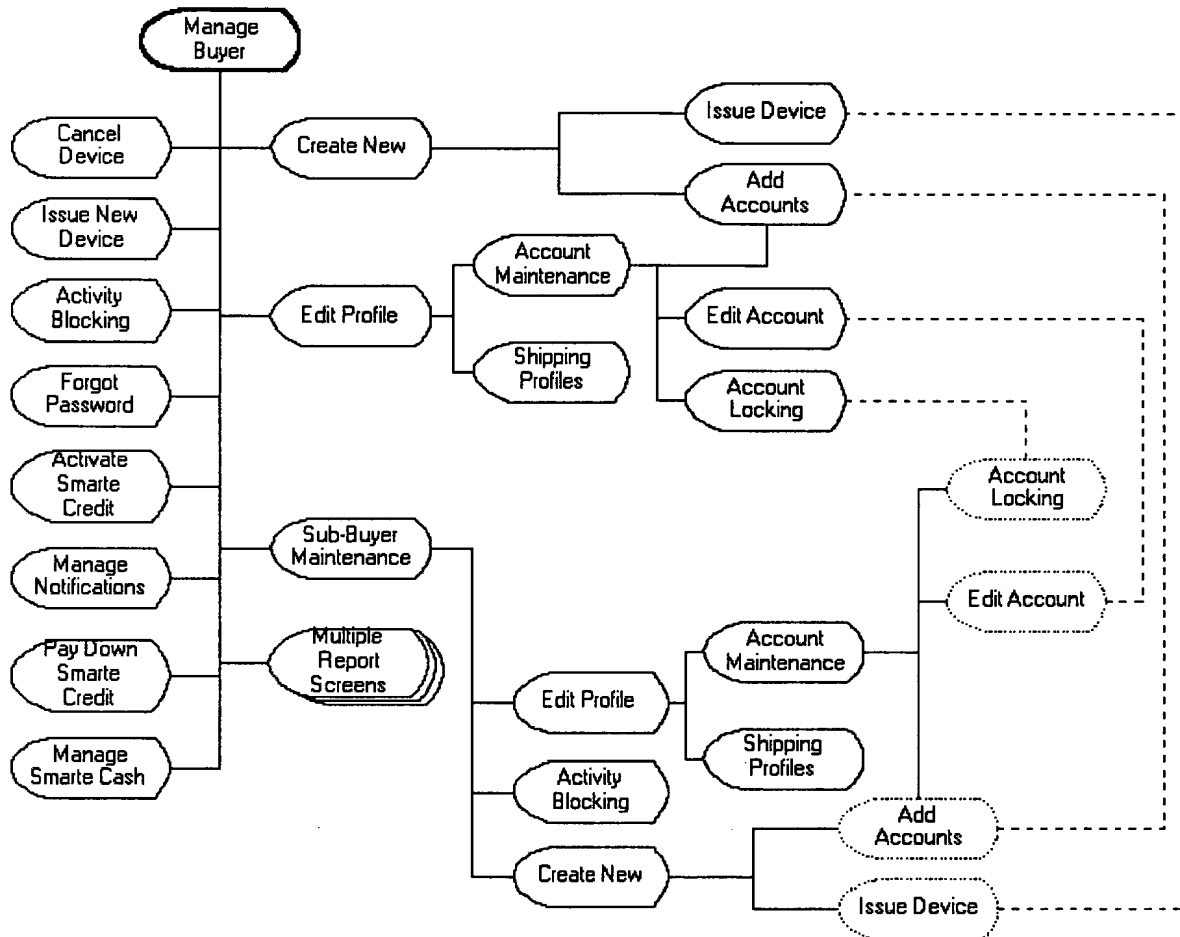 Manage
Buyer
Issue Device
Cancel
Device
Create New
Add
Accounts
Issue New
Device
Account
Maintenance
Activity
Blocking
Edit Profile
Edit Account
Shipping
Profiles
Forgot
Password
Account
Locking
Activate
Smarte
Credit
Account
Locking
Sub-Buyer
Maintenance
Manage
Notifications
Edit Account
Multiple
Report
Screens
Account
Maintenance
Pay Down
Smarte
Credit
Edit Profile
Shipping
Profiles
Manage
Smarte Cash
Activity
Blocking
Add
Accounts
Create New
Issue Device